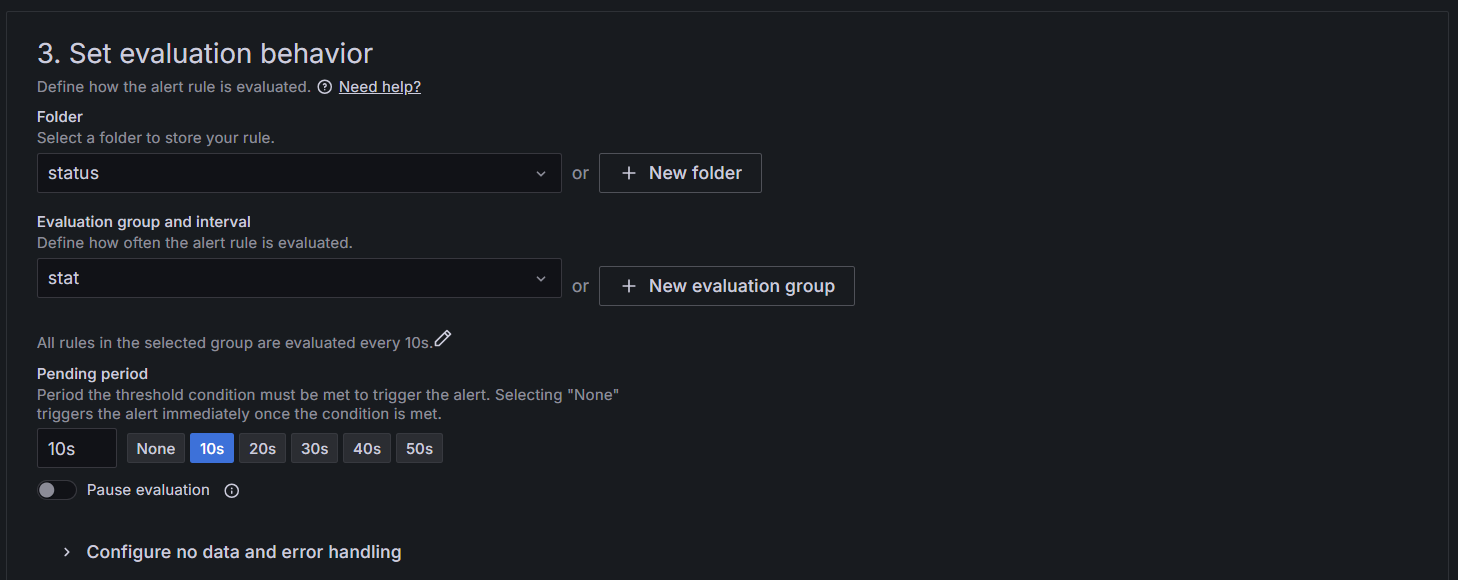 3. Set evaluation behavior
Define how the alert rule is evaluated. Need help?
Folder
Select a folder to store your rule.
status or + New folder
Evaluation group and interval
Define how often the alert rule is evaluated.
stat or + New evaluation group
All rules in the selected group are evaluated every 10s.
Pending period
Period the threshold condition must be met to trigger the alert. Selecting "None"
triggers the alert immediately once the condition is met.
10s None 10s 20s 30s 40s 50s
Pause evaluation
Configure no data and error handling